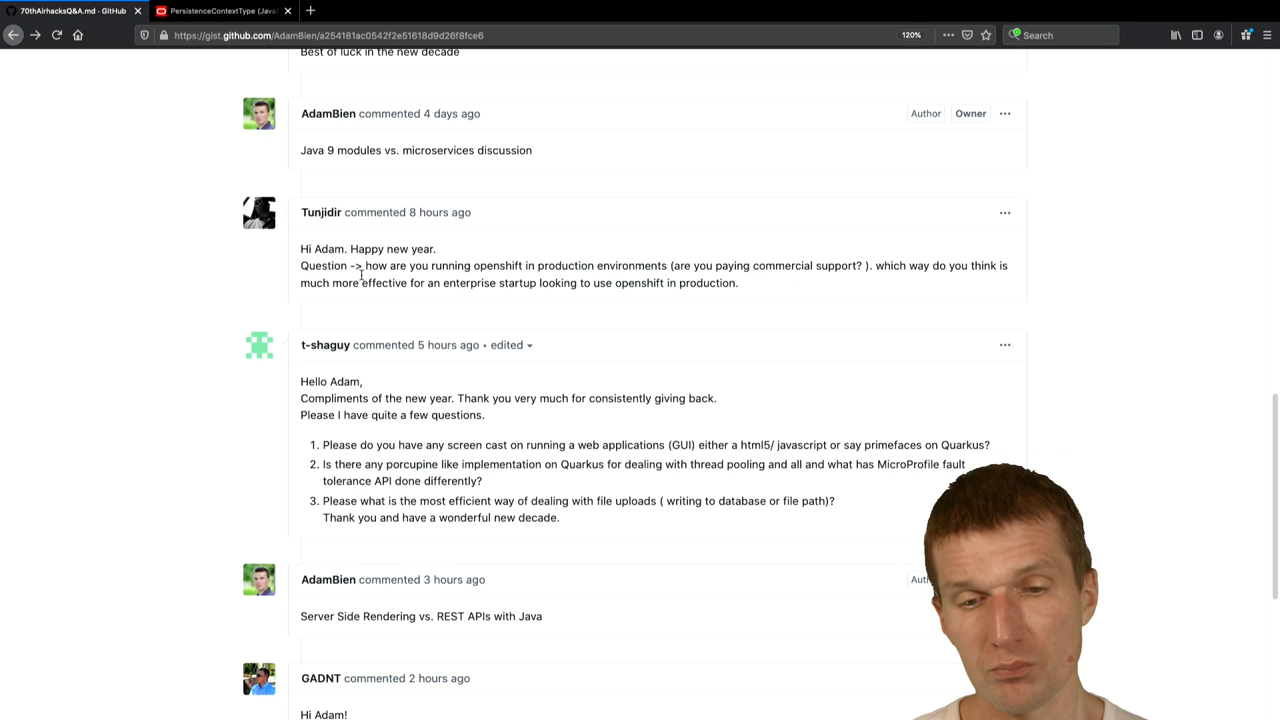 70thAirhacksQ&A.md · GitHub
PersistenceContextType (Java
https://gist.github.com/AdamBien/a254181ac0542f2e51618d9d26f8fce6
120%
Search
Best of luck in the new decade
AdamBien commented 4 days ago
Author
Owner
Java 9 modules vs. microservices discussion
Tunjidir commented 8 hours ago
Hi Adam. Happy new year.
Question -> how are you running openshift in production environments (are you paying commercial support? ). which way do you think is
much more effective for an enterprise startup looking to use openshift in production.
t-shaguy commented 5 hours ago • edited
Hello Adam,
Compliments of the new year. Thank you very much for consistently giving back.
Please I have quite a few questions.
1. Please do you have any screen cast on running a web applications (GUI) either a html5/ javascript or say primefaces on Quarkus?
2. Is there any porcupine like implementation on Quarkus for dealing with thread pooling and all and what has MicroProfile fault
tolerance API done differently?
3. Please what is the most efficient way of dealing with file uploads ( writing to database or file path)?
Thank you and have a wonderful new decade.
AdamBien commented 3 hours ago
Server Side Rendering vs. REST APIs with Java
GADNT commented 2 hours ago
Hi Adam!